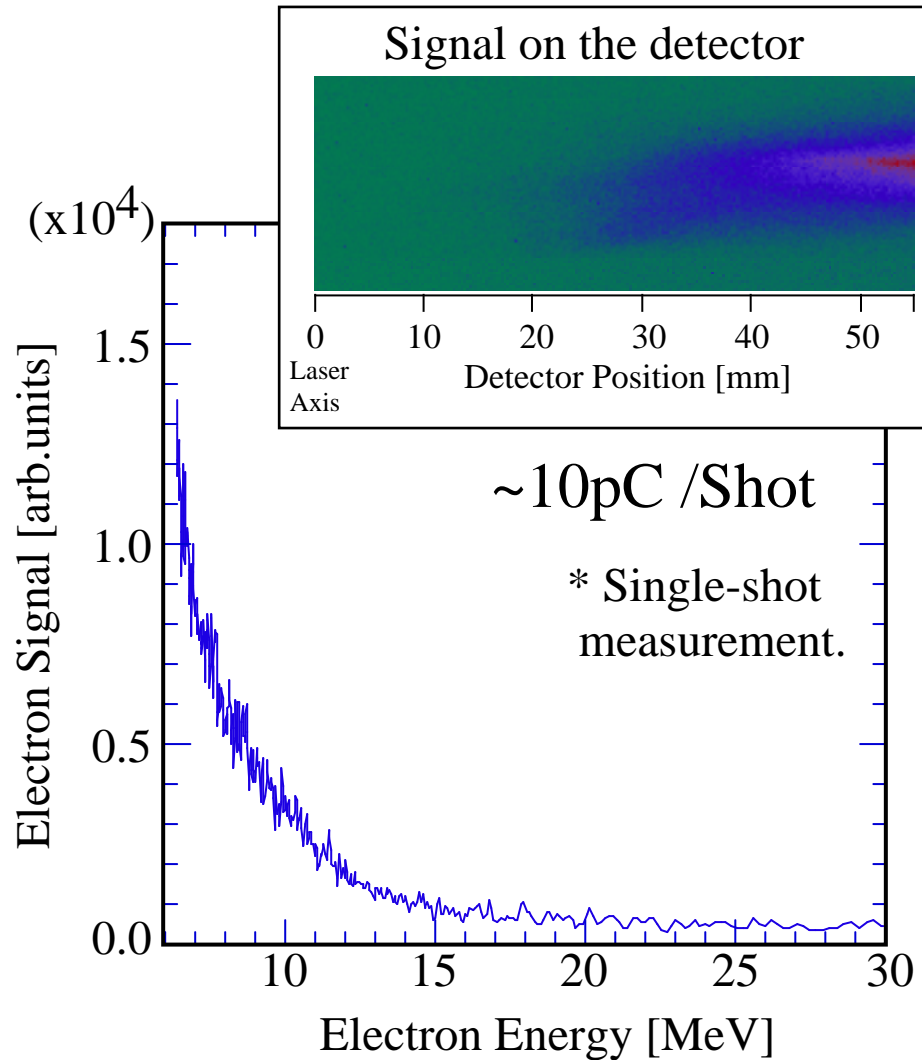 Signal on the detector
0 10 20 30 40 50
Laser
Axis
Detector Position [mm]
(x10⁴)
1.5
1.0
0.5
0.0
Electron Signal [arb.units]
~10pC /Shot
* Single-shot
measurement.
10 15 20 25 30
Electron Energy [MeV]